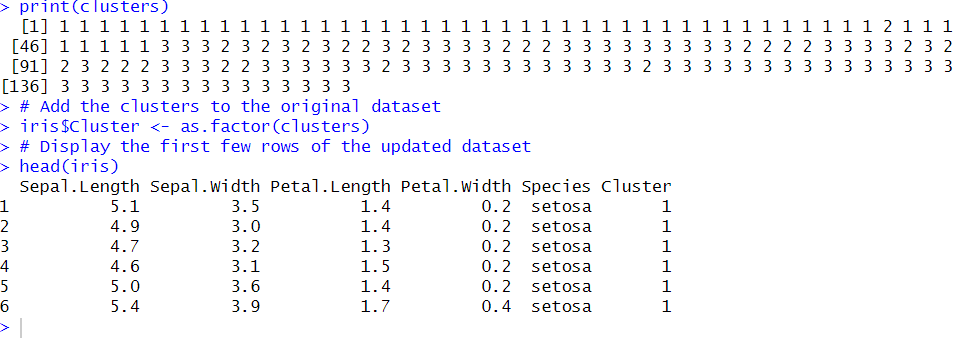 > print(clusters)
[1] 1 1 1 1 1 1 1 1 1 1 1 1 1 1 1 1 1 1 1 1 1 1 1 1 1 1 1 1 1 1 1 1 1 1 1 1 1 1 1 1 1 2 1 1 1
[46] 1 1 1 1 1 3 3 3 2 3 2 3 2 3 2 2 3 2 3 3 3 3 2 2 2 3 3 3 3 3 3 3 3 3 2 2 2 2 3 3 3 3 2 3 2
[91] 2 3 2 2 2 3 3 3 2 2 3 3 3 3 3 3 2 3 3 3 3 3 3 3 3 3 3 3 3 2 3 3 3 3 3 3 3 3 3 3 3 3 3 3 3
[136] 3 3 3 3 3 3 3 3 3 3 3 3 3 3 3
> # Add the clusters to the original dataset
> iris$Cluster <- as.factor(clusters)
> # Display the first few rows of the updated dataset
> head(iris)
Sepal.Length Sepal.Width Petal.Length Petal.Width Species Cluster
1 5.1 3.5 1.4 0.2 setosa 1
2 4.9 3.0 1.4 0.2 setosa 1
3 4.7 3.2 1.3 0.2 setosa 1
4 4.6 3.1 1.5 0.2 setosa 1
5 5.0 3.6 1.4 0.2 setosa 1
6 5.4 3.9 1.7 0.4 setosa 1
>